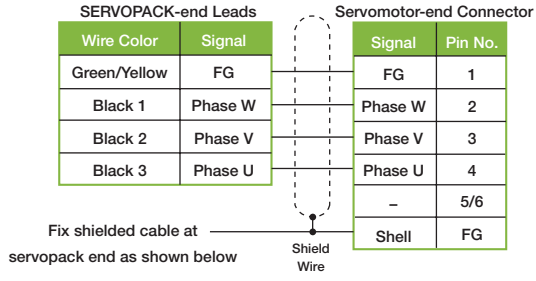 SERVOPACK-end Leads
Wire Color Signal
Green/Yellow FG
Black 1 Phase W
Black 2 Phase V
Black 3 Phase U
Servomotor-end Connector
Signal Pin No.
FG 1
Phase W 2
Phase V 3
Phase U 4
– 5/6
Shell FG
Fix shielded cable at
servopack end as shown below
Shield
Wire